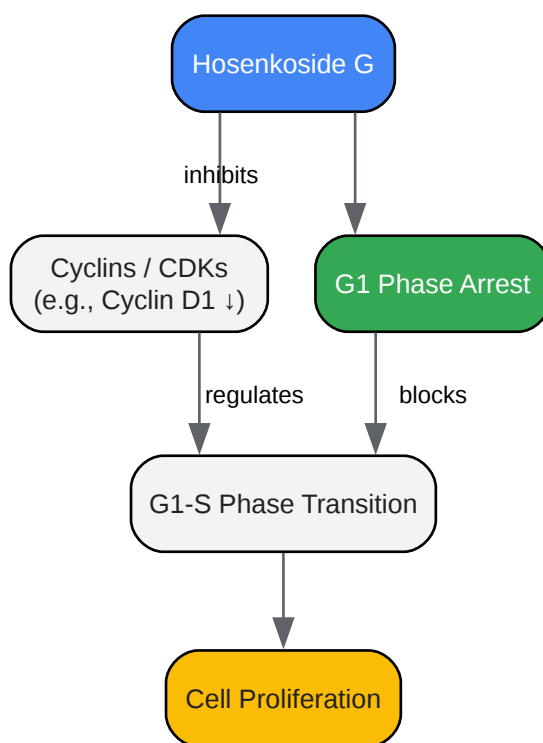 Hosenkoside G
inhibits
Cyclins / CDKs
(e.g., Cyclin D1 ↓)
G1 Phase Arrest
regulates
blocks
G1-S Phase Transition
Cell Proliferation